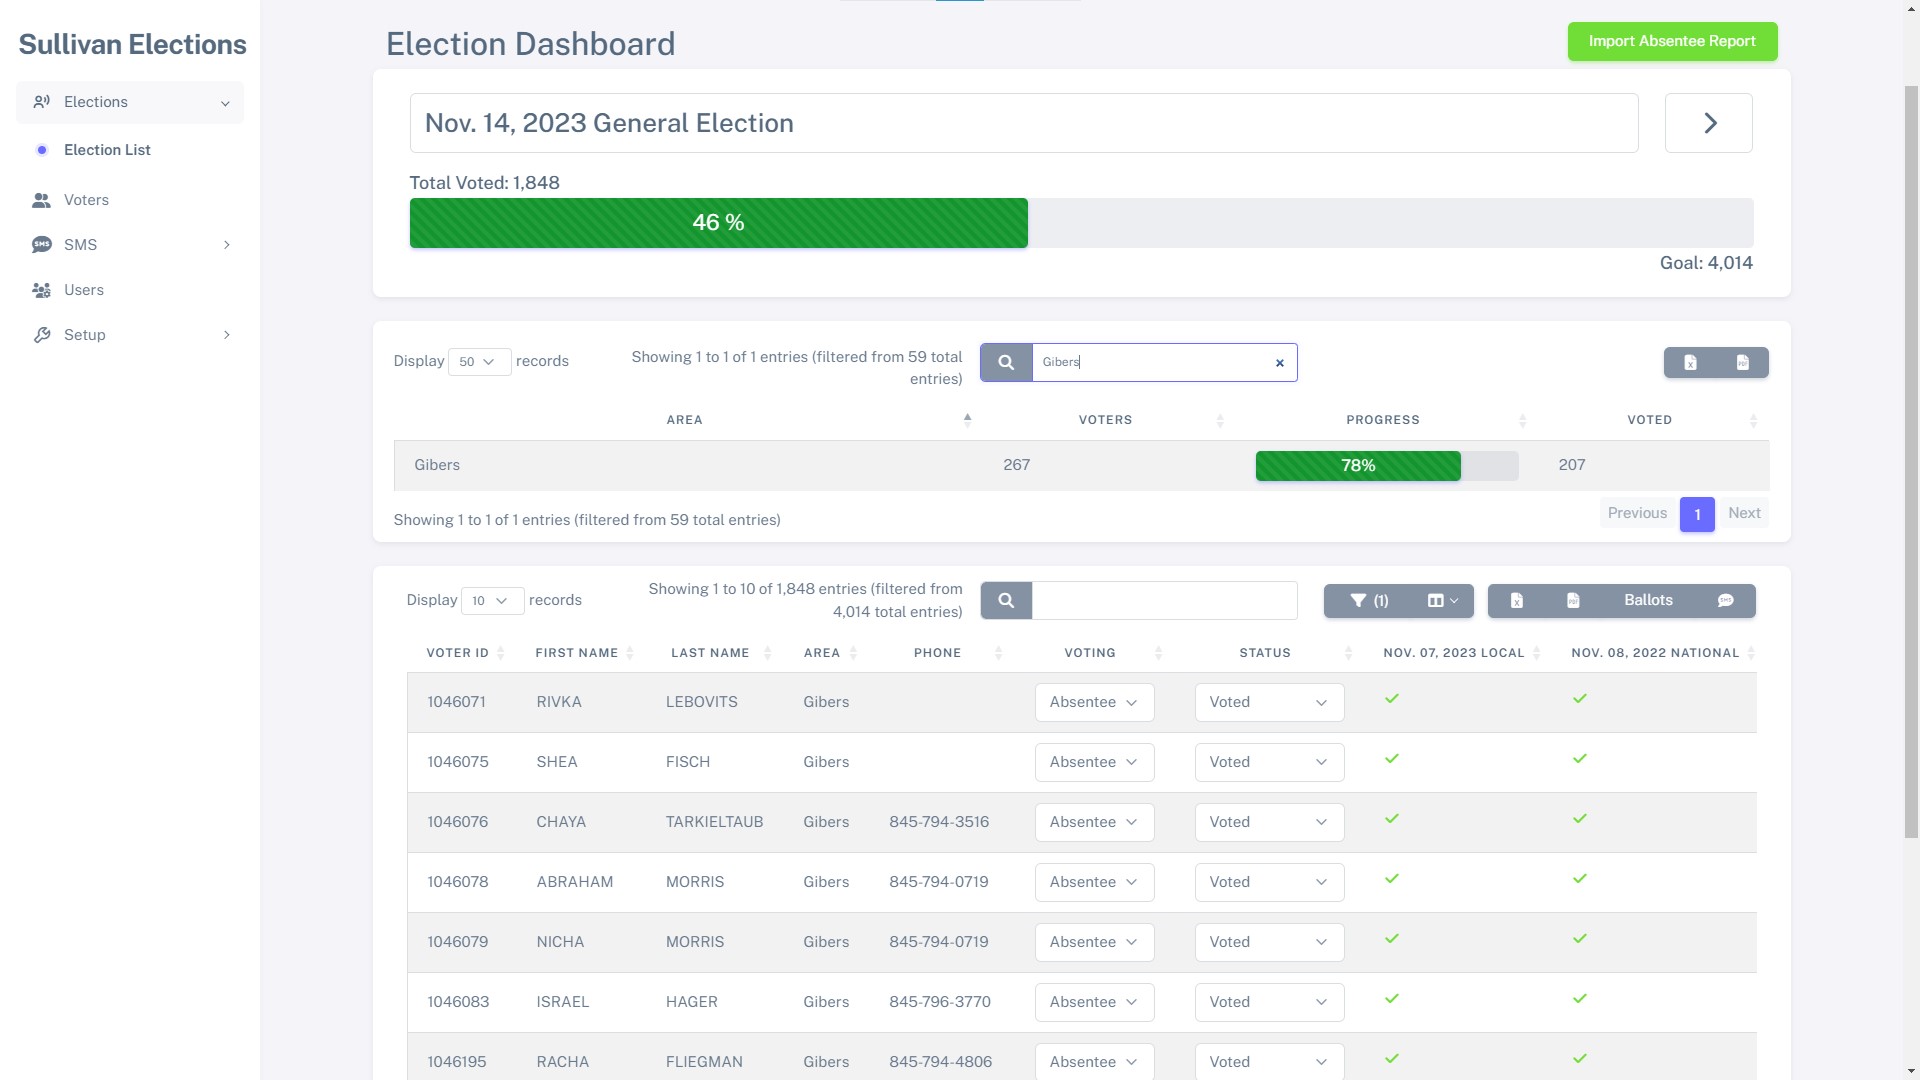 Sullivan Elections
Elections
Election List
Voters
SMS
Users
Setup
Election Dashboard
Import Absentee Report
Nov. 14, 2023 General Election
Total Voted: 1,848
46 %
Goal: 4,014
Display 50 records
Showing 1 to 1 of 1 entries (filtered from 59 total
entries)
Gibers
×
AREA VOTERS PROGRESS VOTED
Gibers 267 78% 207
Showing 1 to 1 of 1 entries (filtered from 59 total entries)
Previous 1 Next
Display 10 records
Showing 1 to 10 of 1,848 entries (filtered from
4,014 total entries)
(1)
Ballots
VOTER ID FIRST NAME LAST NAME AREA PHONE VOTING STATUS NOV. 07, 2023 LOCAL NOV. 08, 2022 NATIONAL
1046071 RIVKA LEBOVITS Gibers Absentee Voted
1046075 SHEA FISCH Gibers Absentee Voted
1046076 CHAYA TARKIELTAUB Gibers 845-794-3516 Absentee Voted
1046078 ABRAHAM MORRIS Gibers 845-794-0719 Absentee Voted
1046079 NICHA MORRIS Gibers 845-794-0719 Absentee Voted
1046083 ISRAEL HAGER Gibers 845-796-3770 Absentee Voted
1046195 RACHA FLIEGMAN Gibers 845-794-4806 Absentee Voted